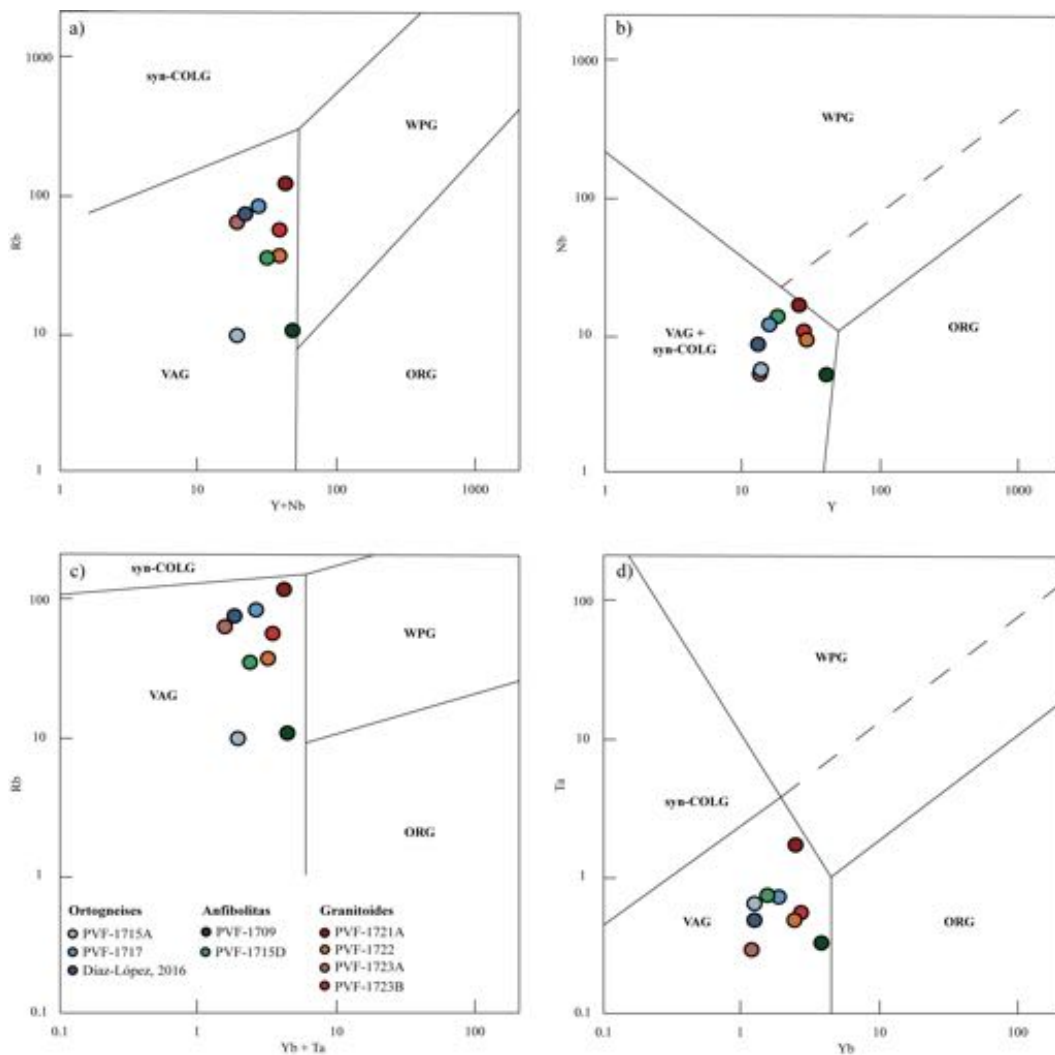 a)
1000
100
10
1
Rb
syn-COLG
WPG
VAG
ORG
1
10
100
1000
Y+Nb
b)
1000
100
10
1
Nb
WPG
VAG +
syn-COLG
ORG
1
10
100
1000
Y
c)
100
10
1
0.1
Rb
syn-COLG
WPG
VAG
ORG
Ortogneises
PVF-1715A
PVF-1717
Díaz-López, 2016
Anfibolitas
PVF-1709
PVF-1715D
Granitoides
PVF-1721A
PVF-1722
PVF-1723A
PVF-1723B
0.1
1
10
100
Yb + Ta
d)
100
10
1
0.1
Ta
WPG
syn-COLG
VAG
ORG
0.1
1
10
100
Yb